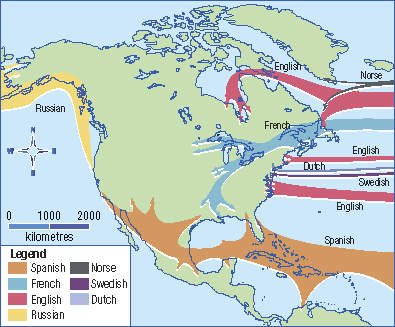 English
Norse
Russian
French
N
W E
S
English
Dutch
Swedish
English
Spanish
0 1000 2000
kilometres
Legend
Spanish Norse
French Swedish
English Dutch
Russian